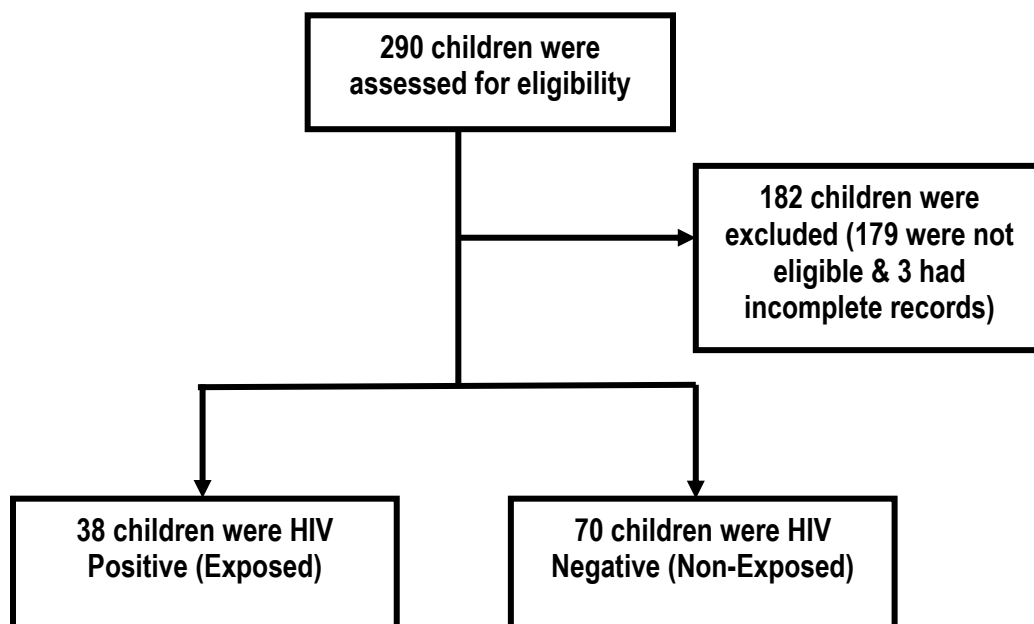 290 children were
assessed for eligibility
182 children were
excluded (179 were not
eligible & 3 had
incomplete records)
38 children were HIV
Positive (Exposed)
70 children were HIV
Negative (Non-Exposed)